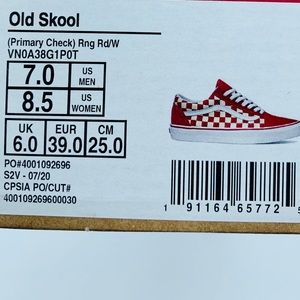 Old Skool
(Primary Check) Rng Rd/W
VN0A38G1P0T
7.0 US MEN
8.5 US WOMEN
UK EUR CM
6.0 39.0 25.0
PO#4001092696
S2V - 07/20
CPSIA PO/CUT#
400109269600030
1 91164 65772